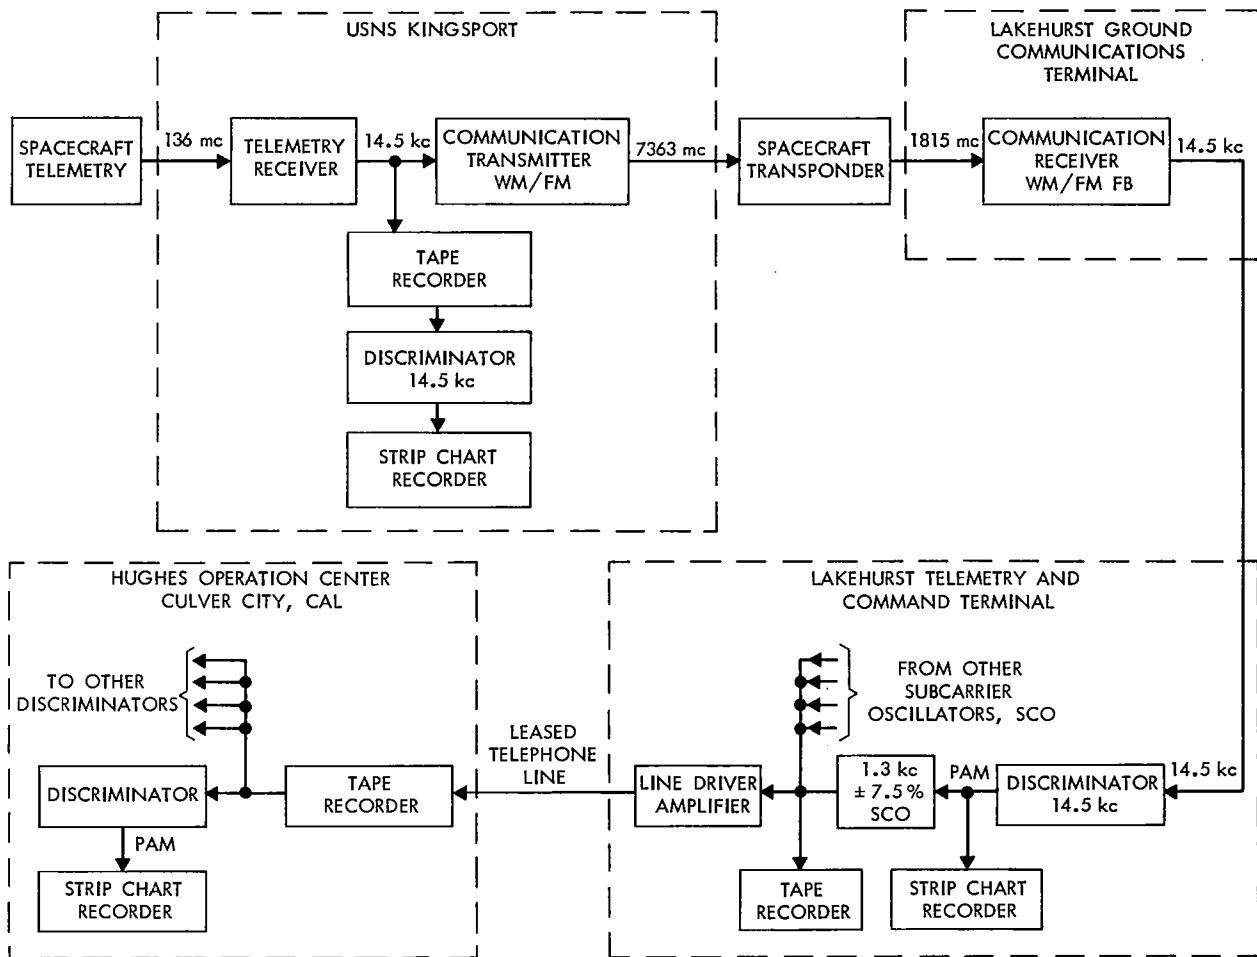 USNS KINGSPORT
LAKEHURST GROUND
COMMUNICATIONS
TERMINAL
SPACECRAFT
TELEMETRY
136 mc
TELEMETRY
RECEIVER
14.5 kc
COMMUNICATION
TRANSMITTER
WM/FM
7363 mc
SPACECRAFT
TRANSPONDER
1815 mc
COMMUNICATION
RECEIVER
WM/FM FB
14.5 kc
TAPE
RECORDER
DISCRIMINATOR
14.5 kc
STRIP CHART
RECORDER
HUGHES OPERATION CENTER
CULVER CITY, CAL
TO OTHER
DISCRIMINATORS
DISCRIMINATOR
PAM
STRIP CHART
RECORDER
TAPE
RECORDER
LEASED
TELEPHONE
LINE
LAKEHURST TELEMETRY AND
COMMAND TERMINAL
FROM OTHER
SUBCARRIER
OSCILLATORS, SCO
LINE DRIVER
AMPLIFIER
1.3 kc
± 7.5 %
SCO
PAM
DISCRIMINATOR
14.5 kc
14.5 kc
TAPE
RECORDER
STRIP CHART
RECORDER